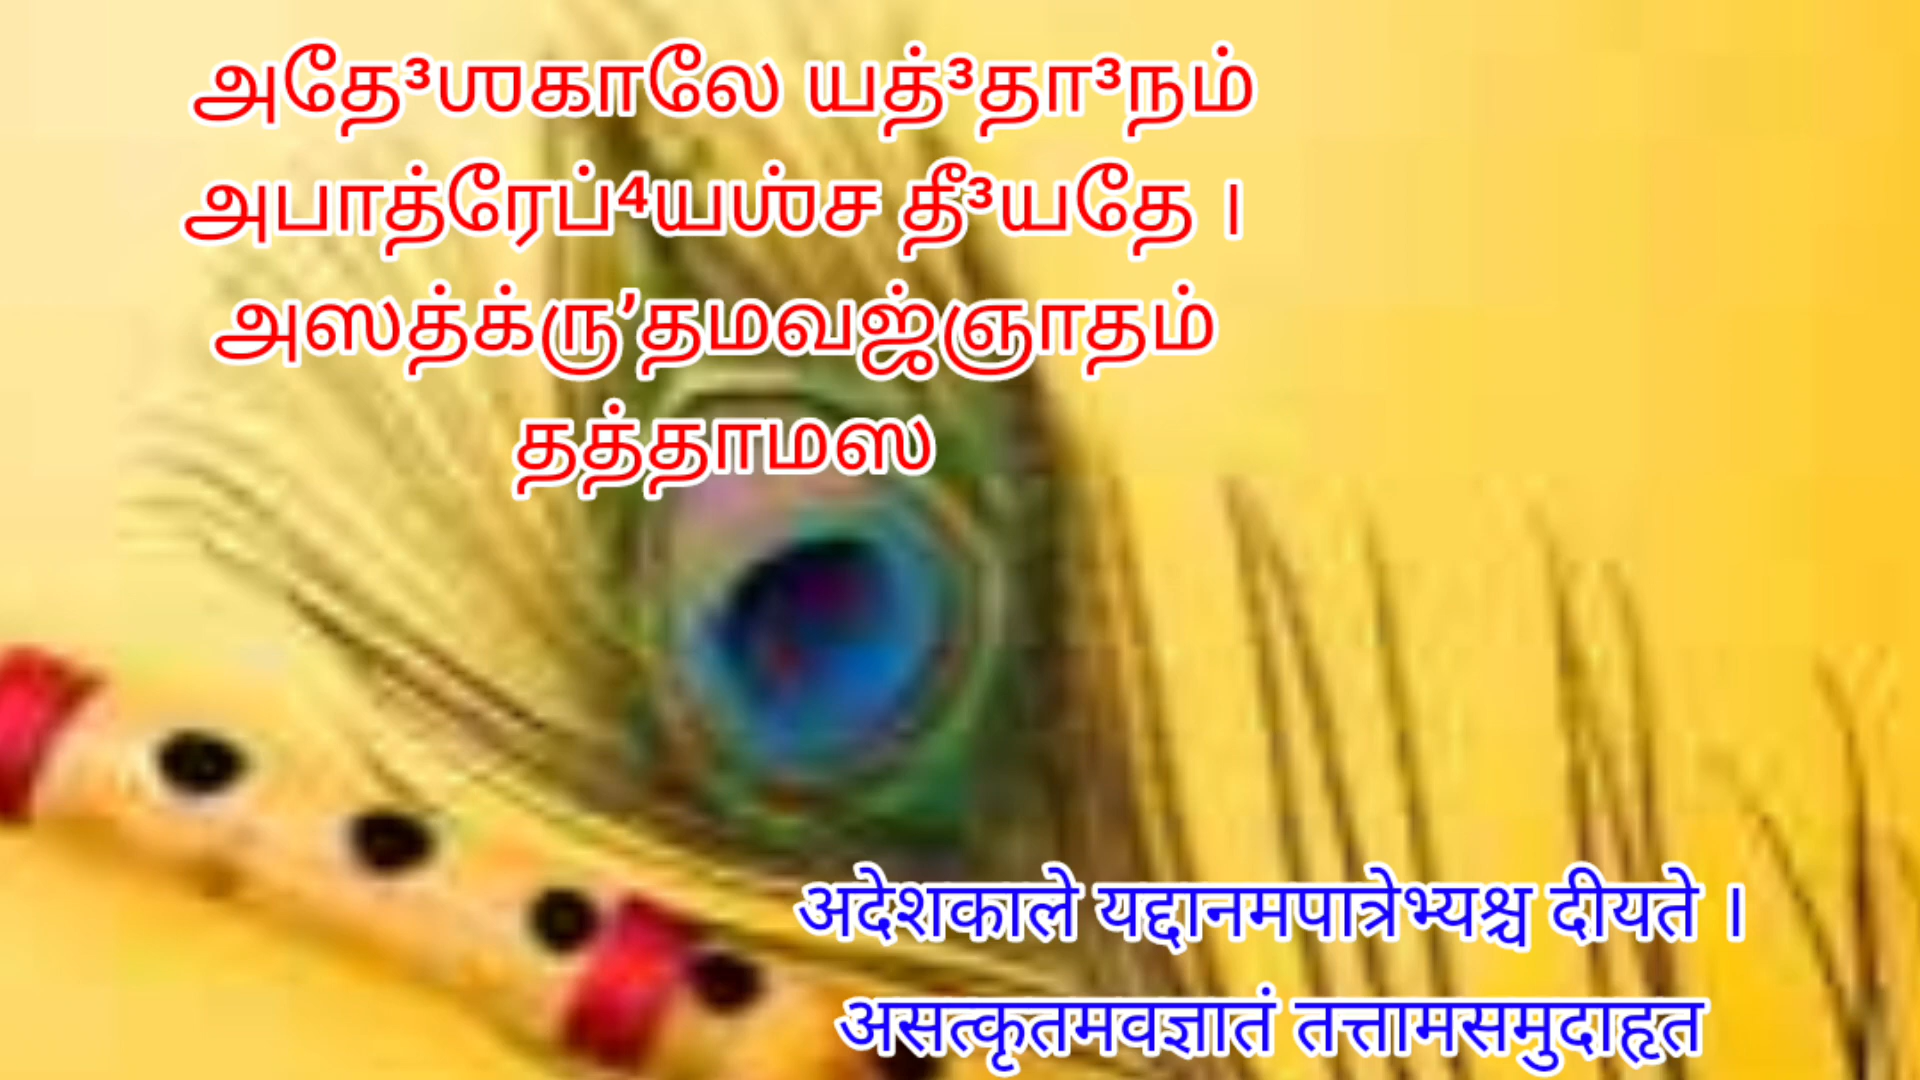 அதே³ஶகாலே யத்³தா³நம்
அபாத்ரேப்⁴யஶ்ச தீ³யதே ।
அஸத்க்ரு’தமவஜ்ஞாதம்
தத்தாமஸ
अदेशकाले यद्दानमपात्रेभ्यश्च दीयते ।
असत्कृतमवज्ञातं तत्तामसमुदाहृत